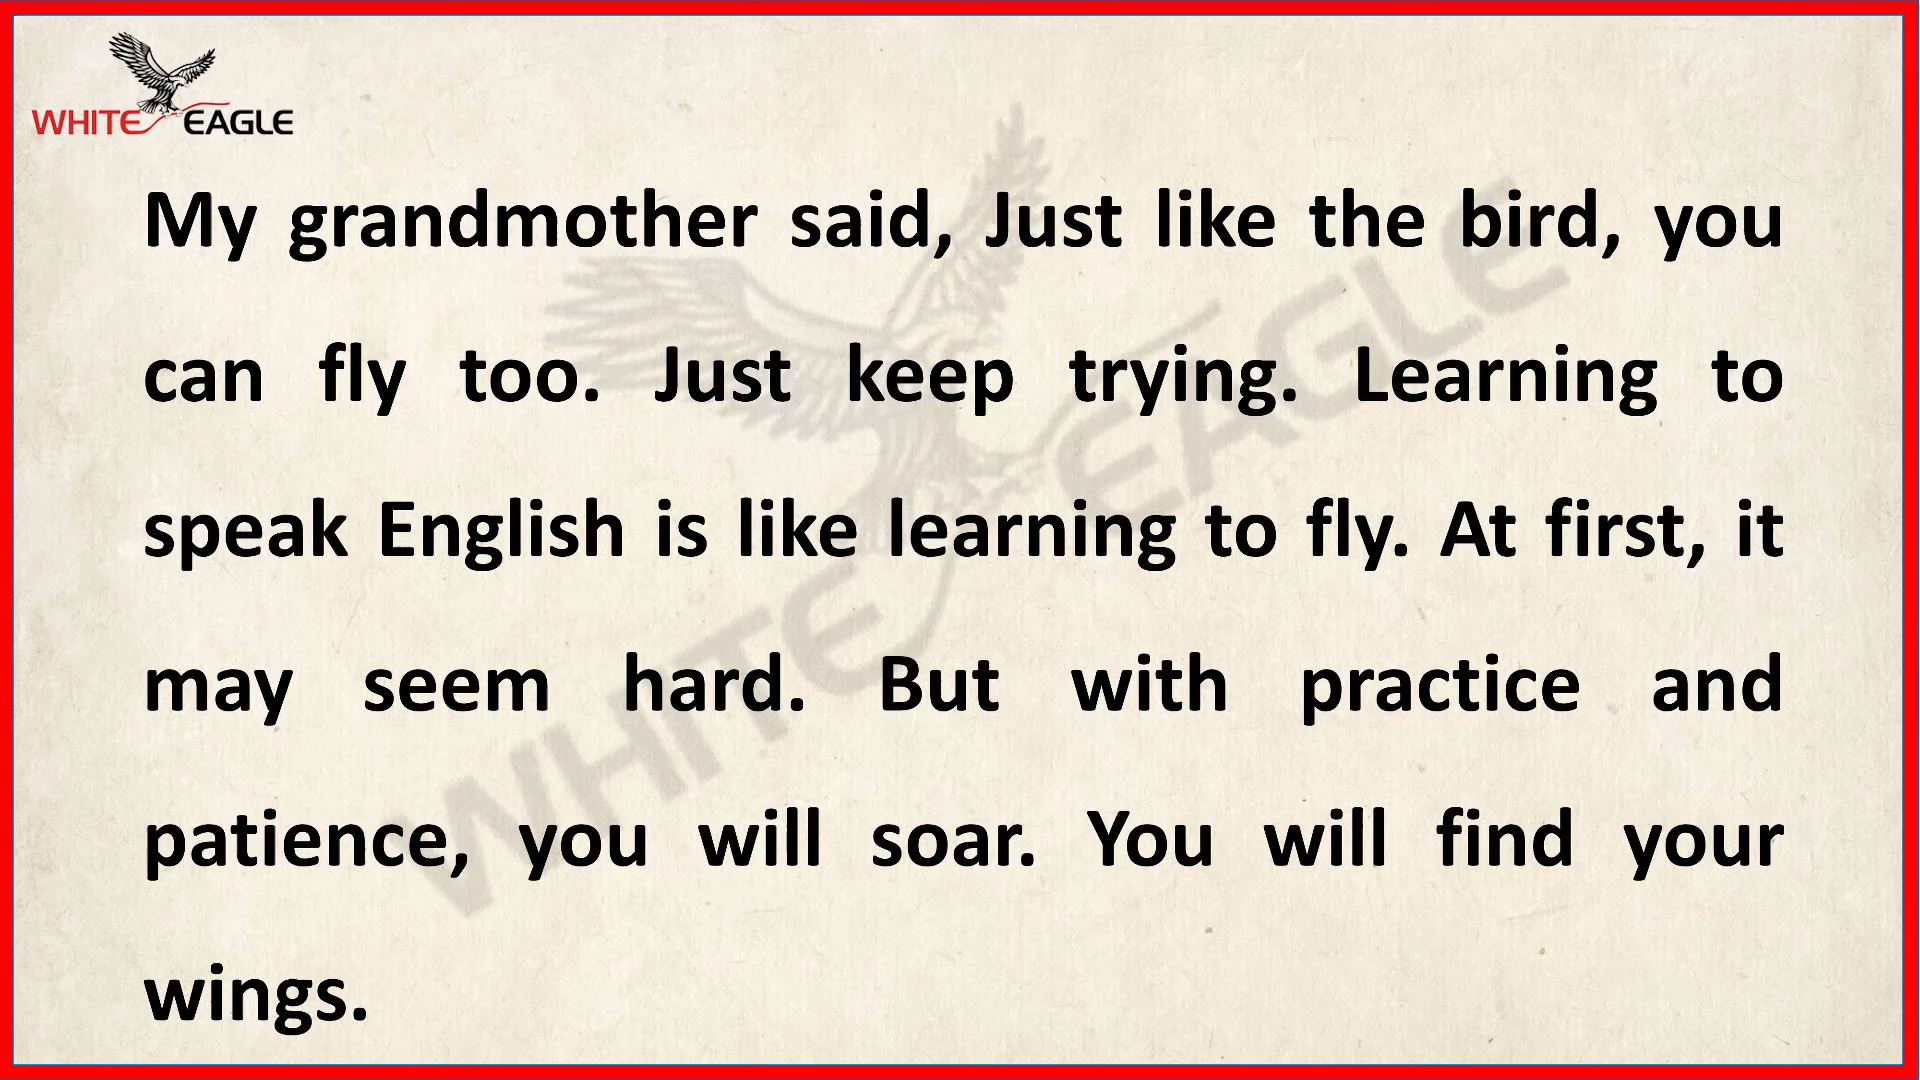 WHITE EAGLE
My grandmother said, Just like the bird, you
can fly too. Just keep trying. Learning to
speak English is like learning to fly. At first, it
may seem hard. But with practice and
patience, you will soar. You will find your
wings.
WHITE EAGLE